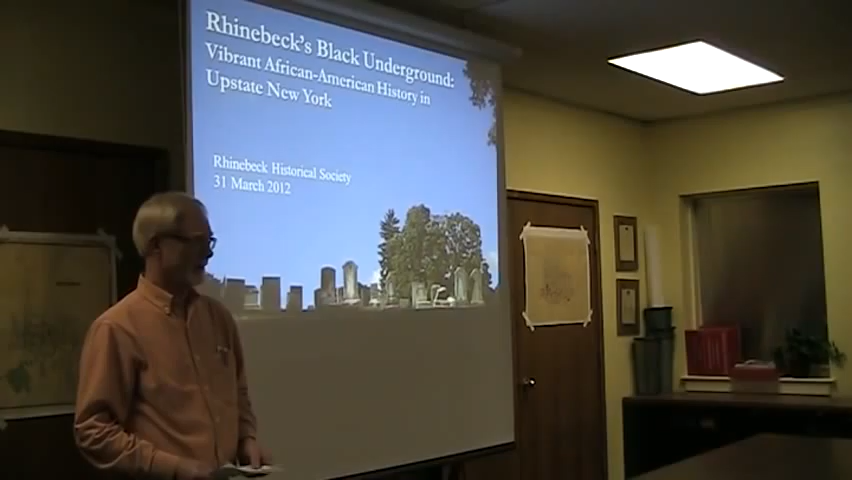 Rhinebeck's Black Underground:
Vibrant African-American History in
Upstate New York
Rhinebeck Historical Society
31 March 2012